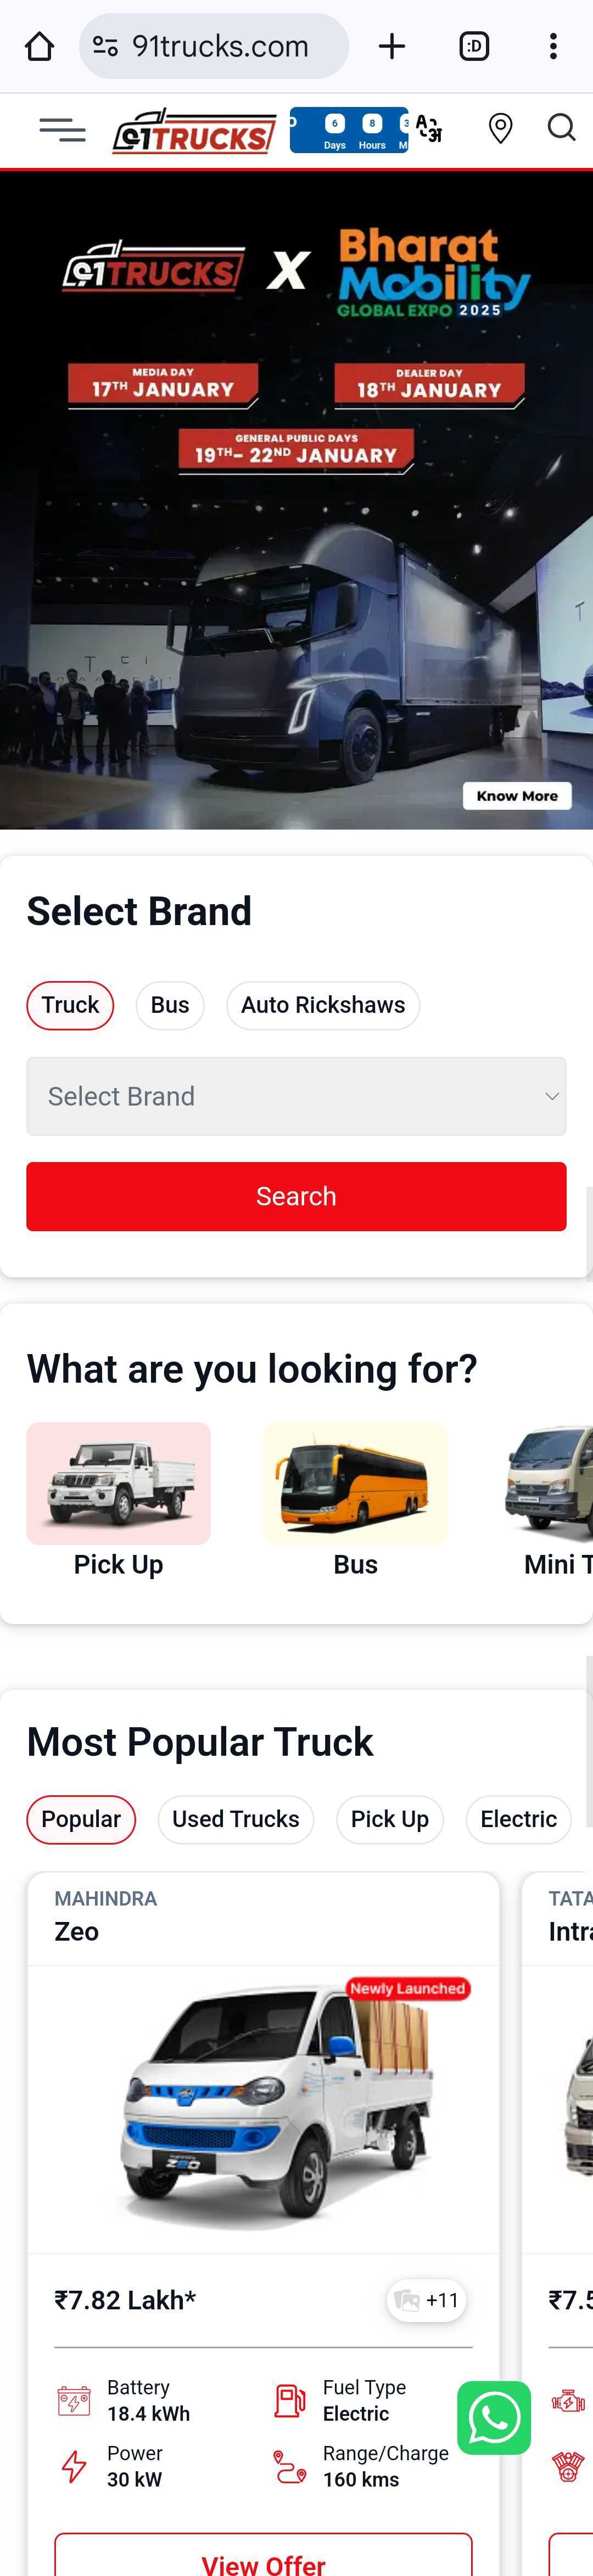 91trucks.com
:D
91TRUCKS
6
8
Days
Hours
A
अ
91TRUCKS X Bharat
Mobility
GLOBAL EXPO 2025
MEDIA DAY
17TH JANUARY
DEALER DAY
18TH JANUARY
GENERAL PUBLIC DAYS
19TH- 22ND JANUARY
Know More
Select Brand
Truck
Bus
Auto Rickshaws
Select Brand
Search
What are you looking for?
Pick Up
Bus
Mini T
Most Popular Truck
Popular
Used Trucks
Pick Up
Electric
MAHINDRA
Zeo
TATA
Intra
Newly Launched
ZEO
₹7.82 Lakh*
+11
₹7.5
Battery
18.4 kWh
Fuel Type
Electric
Power
30 kW
Range/Charge
160 kms
View Offer